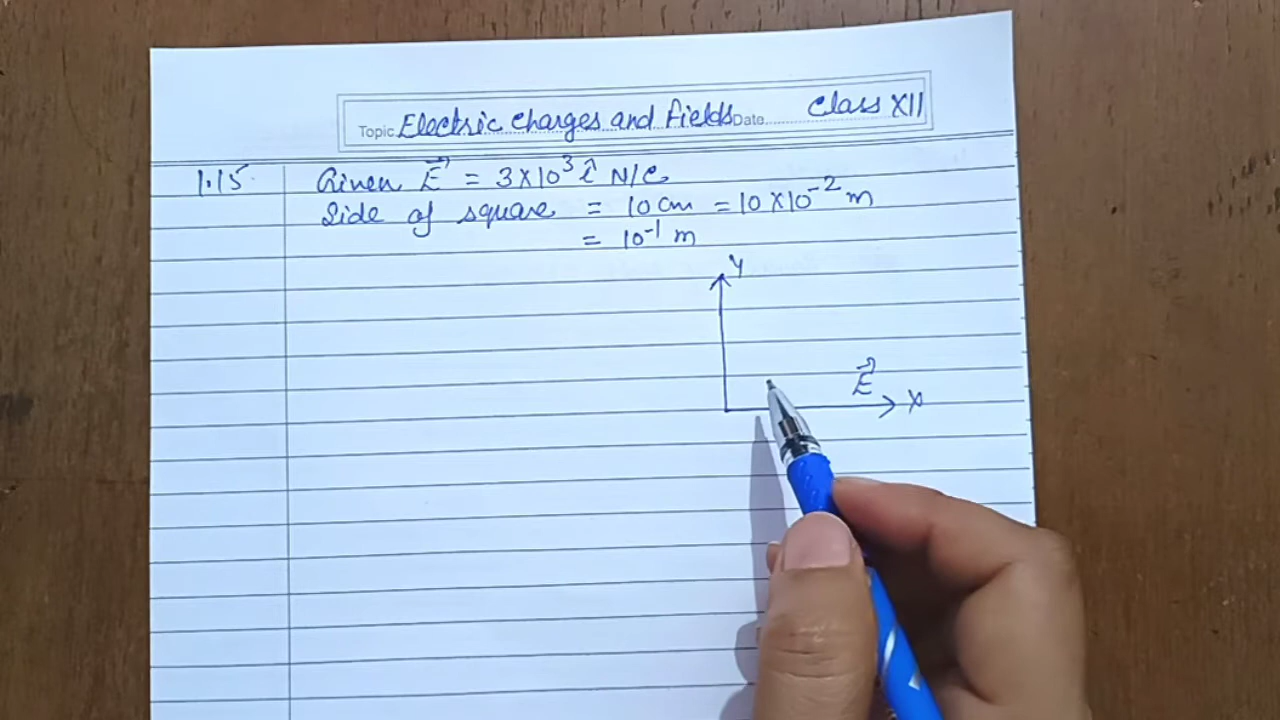 Topic Electric Charges and Fields Date Class XII
1.15 Given E⃗ = 3×10³ î N/C
Side of square = 10 cm = 10×10⁻² m
= 10⁻¹ m
Y
E⃗
X